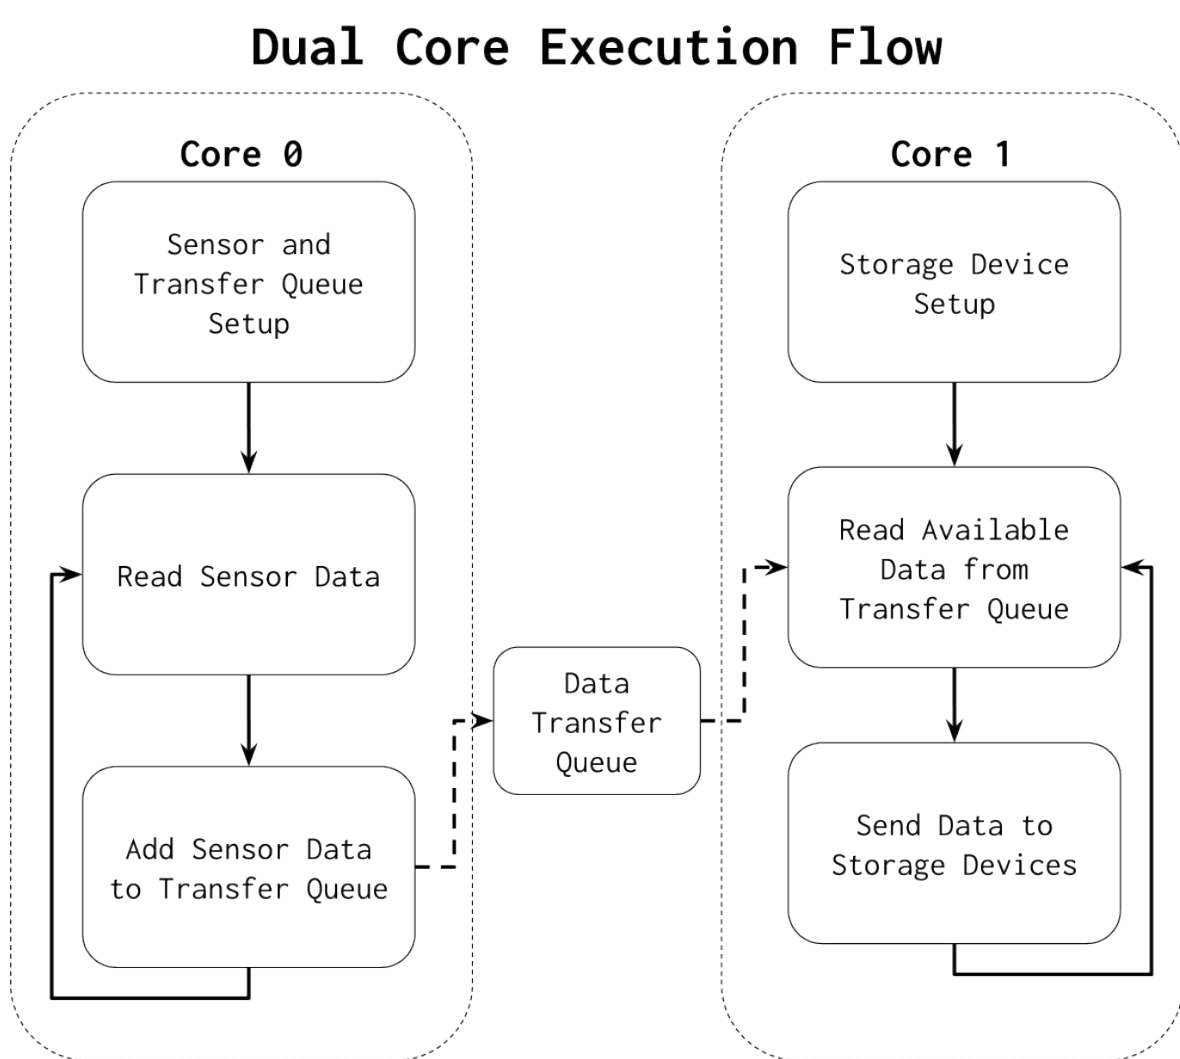 Dual Core Execution Flow
Core 0
Sensor and
Transfer Queue
Setup
Read Sensor Data
Add Sensor Data
to Transfer Queue
Data
Transfer
Queue
Core 1
Storage Device
Setup
Read Available
Data from
Transfer Queue
Send Data to
Storage Devices